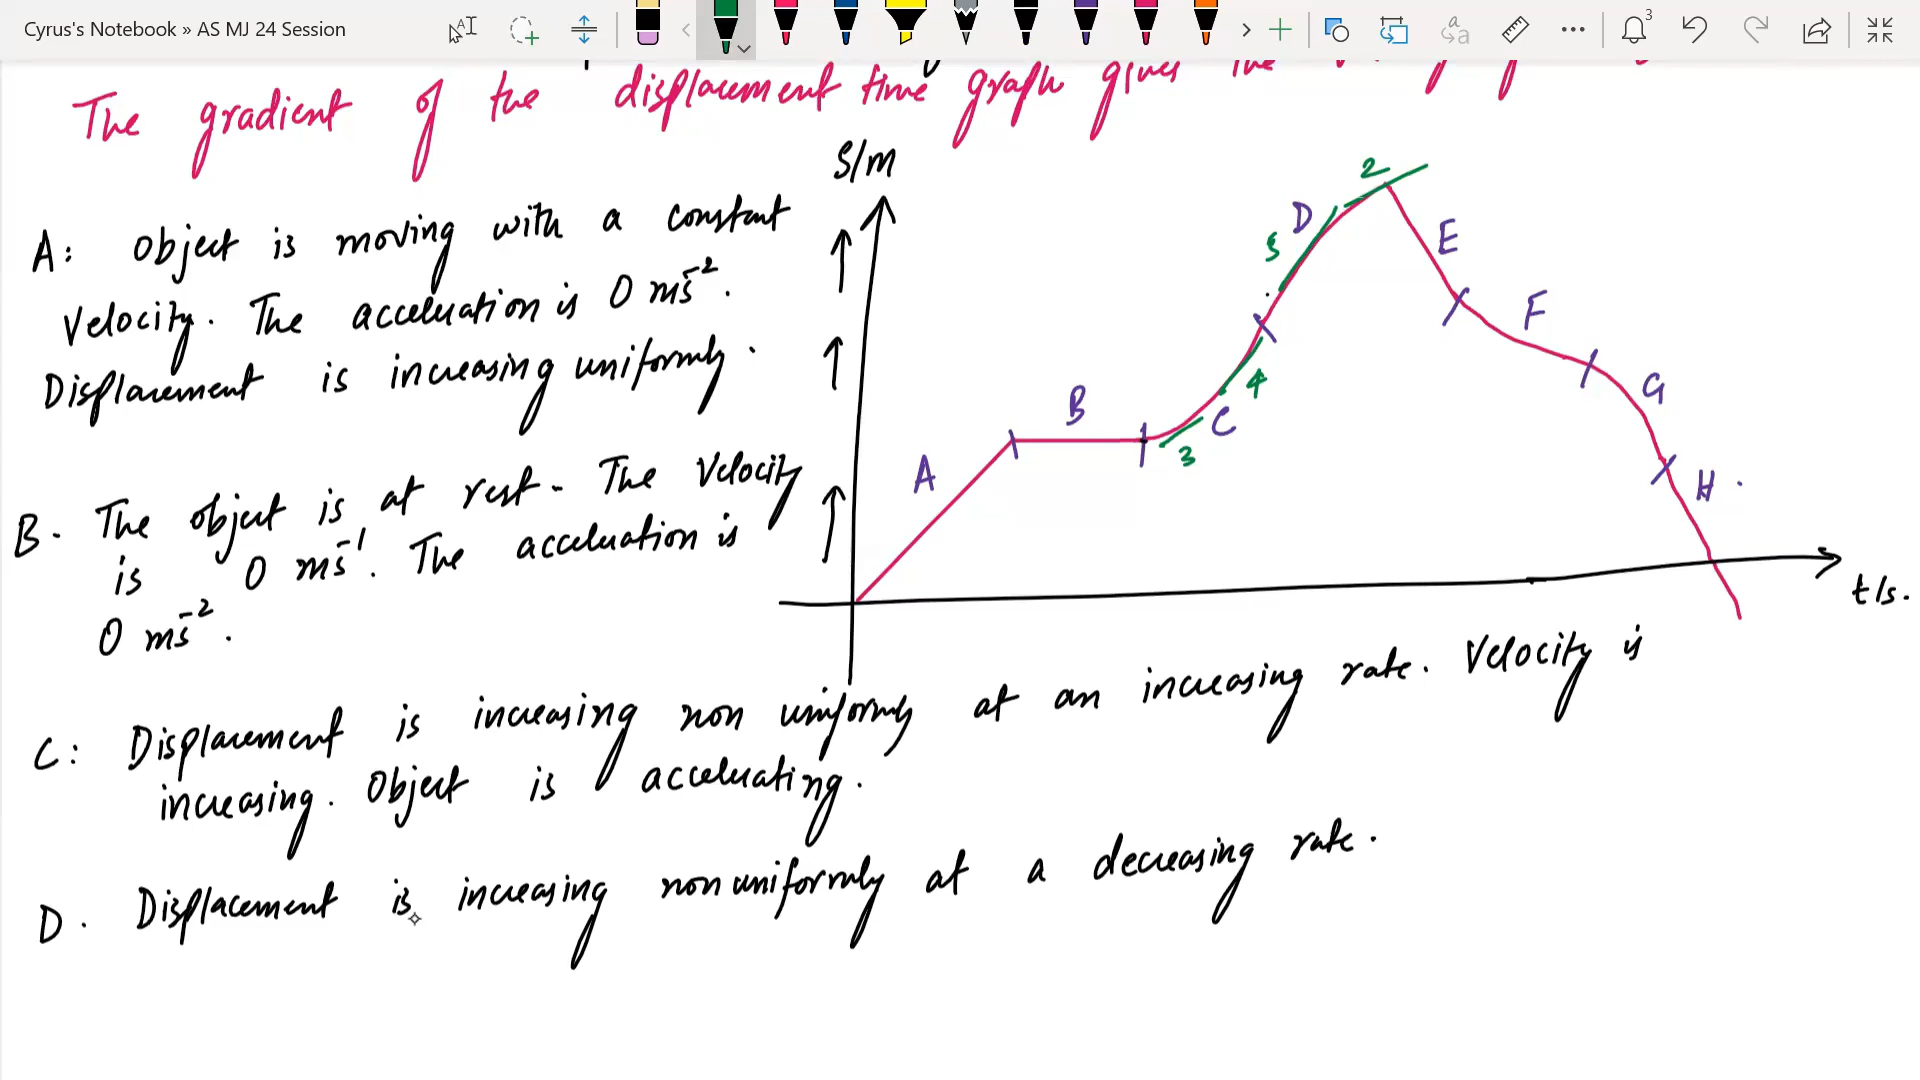 Cyrus's Notebook » AS MJ 24 Session
3
The gradient of the displacement time graph gives the
S/m
A: Object is moving with a constant
Velocity. The acceleration is 0 ms⁻².
Displacement is increasing uniformly.
B. The object is at rest. The Velocity
is 0 ms⁻¹. The acceleration is
0 ms⁻².
A
B
C
D
E
F
G
H.
3
4
5
2
t/s.
C: Displacement is increasing non uniformly at an increasing rate. Velocity is
increasing. Object is accelerating.
D. Displacement is increasing non uniformly at a decreasing rate.